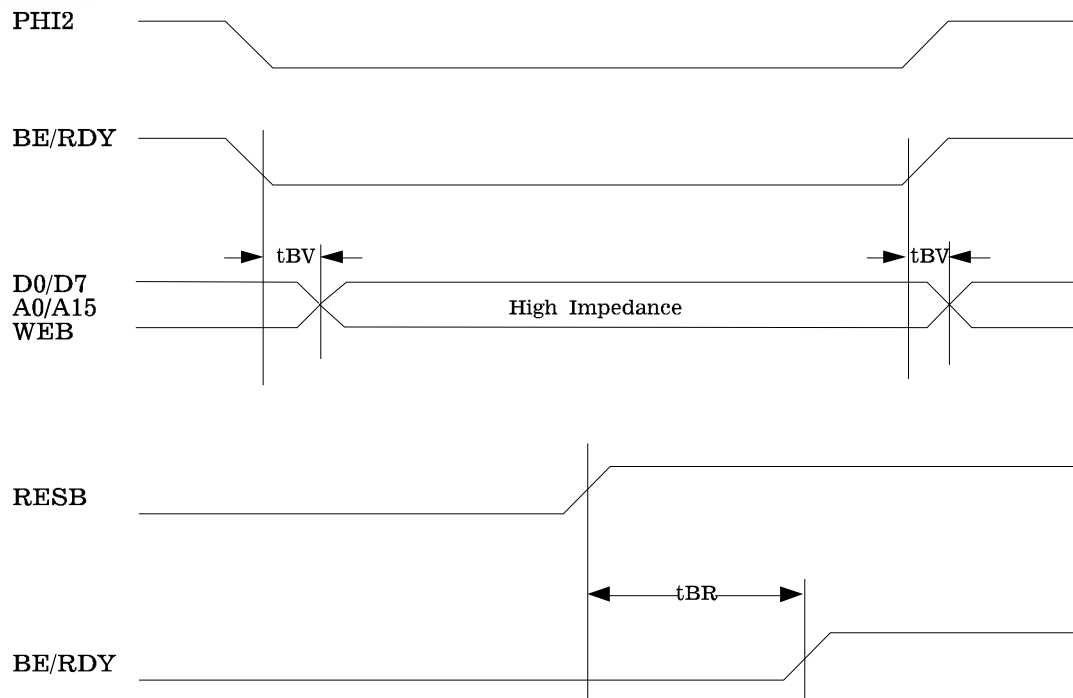 PHI2
BE/RDY
tBV
tBV
D0/D7
A0/A15
WEB
High Impedance
RESB
tBR
BE/RDY